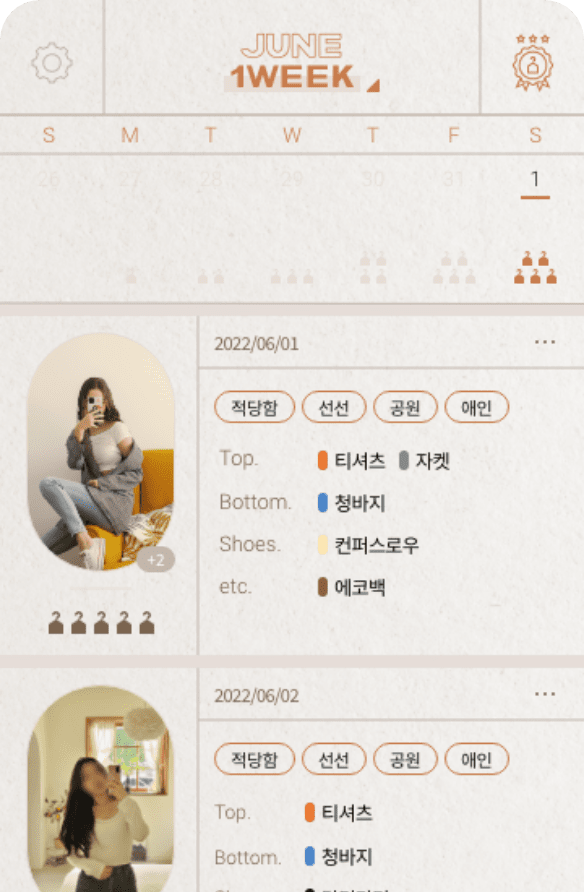 JUNE
1WEEK
S M T W T F S
26 27 28 29 30 31 1
2022/06/01 ...
적당함 선선 공원 애인
Top. 티셔츠 자켓
Bottom. 청바지
Shoes. 컨퍼스로우
etc. 에코백
+2
2022/06/02 ...
적당함 선선 공원 애인
Top. 티셔츠
Bottom. 청바지